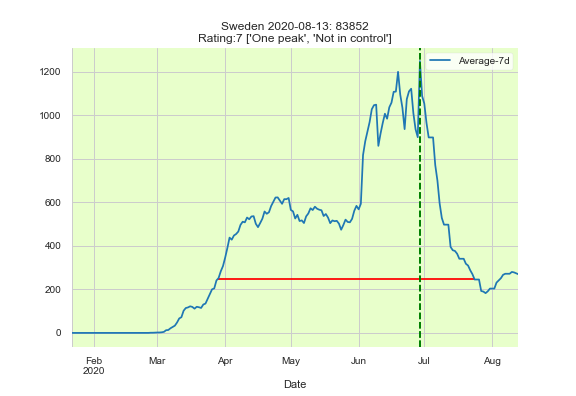 Sweden 2020-08-13: 83852
Rating:7 ['One peak', 'Not in control']
Average-7d
1200
1000
800
600
400
200
0
Feb
2020
Mar
Apr
May
Jun
Jul
Aug
Date